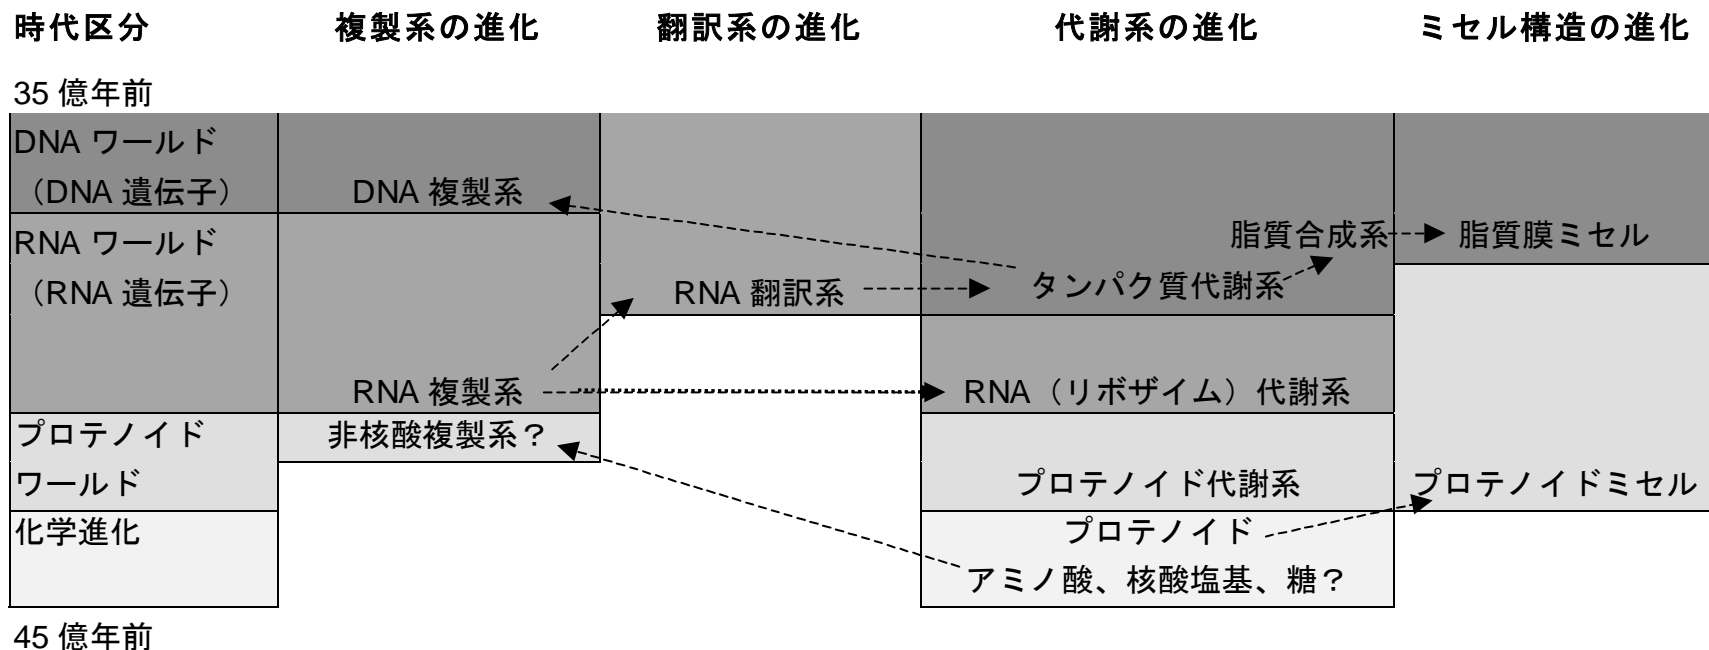 時代区分 複製系の進化 翻訳系の進化 代謝系の進化 ミセル構造の進化
35 億年前
DNA ワールド
（DNA 遺伝子） DNA 複製系
RNA ワールド 脂質合成系 脂質膜ミセル
（RNA 遺伝子） RNA 翻訳系 タンパク質代謝系
RNA 複製系 RNA（リボザイム）代謝系
プロテノイド 非核酸複製系？
ワールド プロテノイド代謝系 プロテノイドミセル
化学進化 プロテノイド
アミノ酸、核酸塩基、糖？
45 億年前